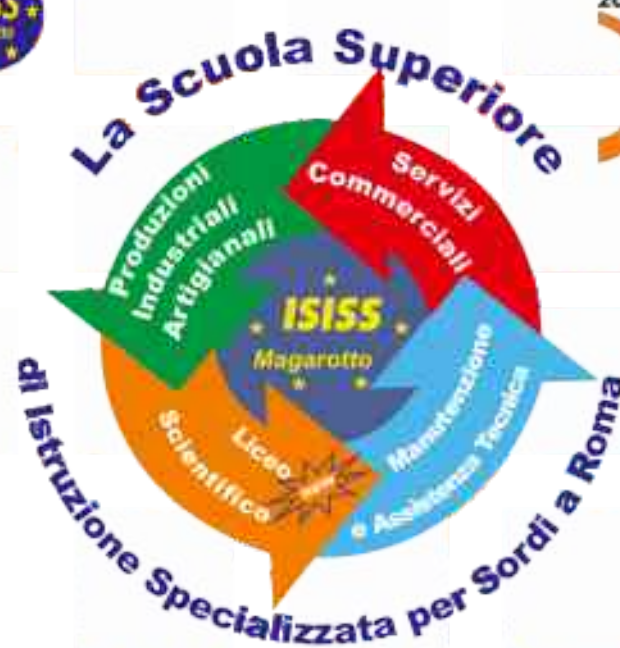 La Scuola Superiore
Servizi
Commerciali
Produzioni
Industriali
Artigianali
ISISS
Magarotto
Manutenzione
e Assistenza Tecnica
Liceo
Scientifico
di Istruzione Specializzata per Sordi a Roma